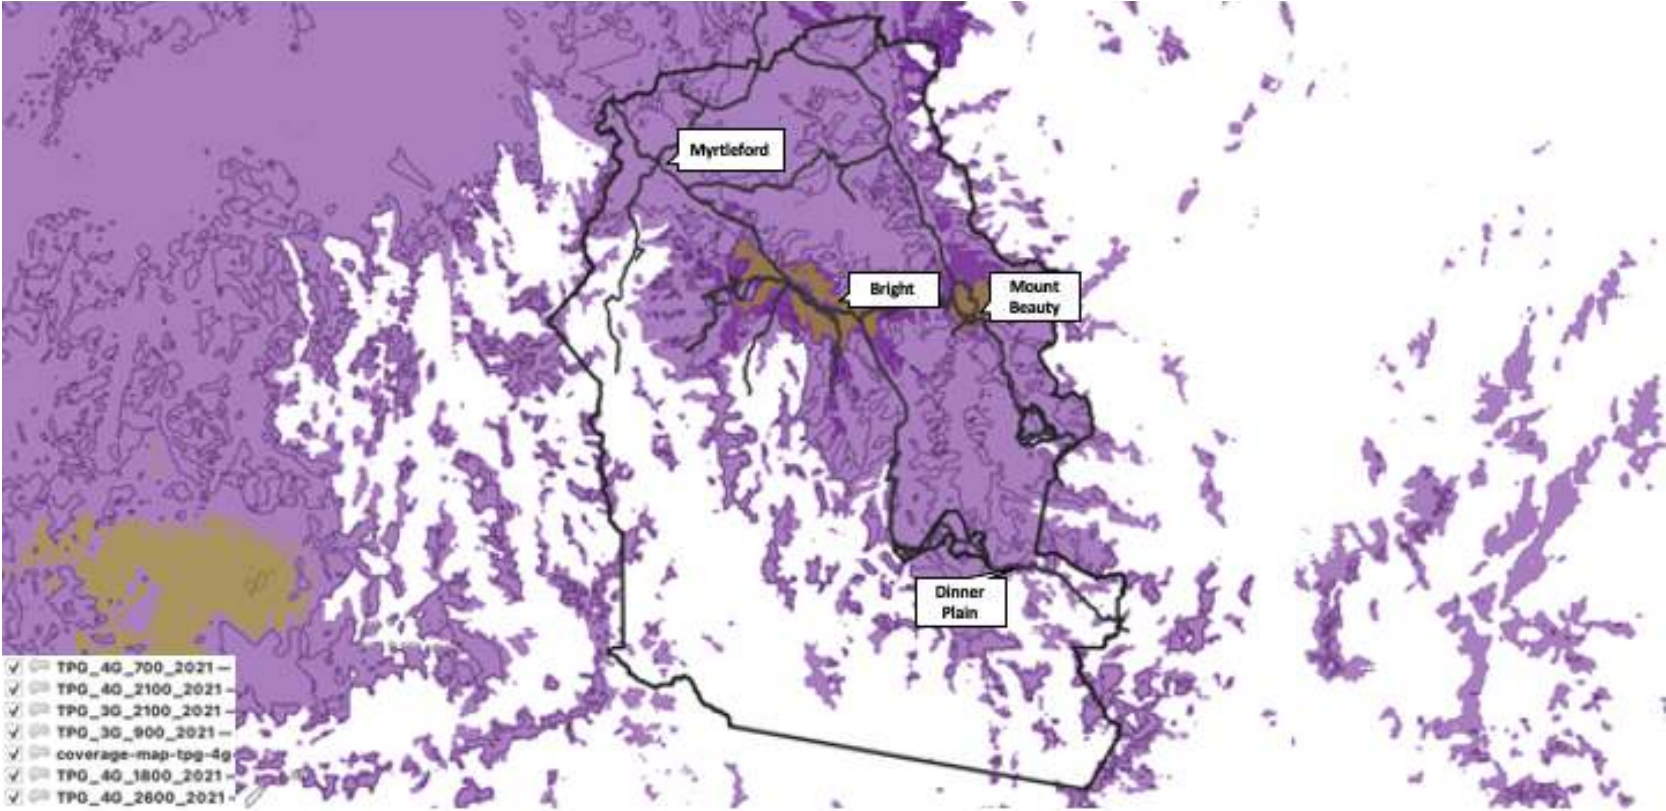 Myrtleford
Bright
Mount
Beauty
Dinner
Plain
TPG_4G_700_2021 —
TPG_4G_2100_2021 -
TPG_3G_2100_2021 -
TPG_3G_900_2021 —
coverage-map-tpg-4g
TPG_4G_1800_2021 -
TPG_4G_2600_2021 -